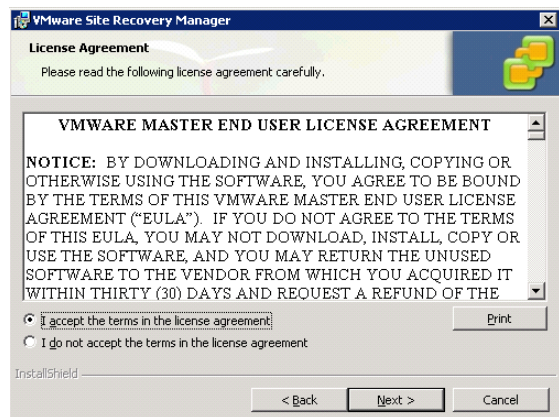 VMware Site Recovery Manager
License Agreement
Please read the following license agreement carefully.
VMWARE MASTER END USER LICENSE AGREEMENT
NOTICE: BY DOWNLOADING AND INSTALLING, COPYING OR
OTHERWISE USING THE SOFTWARE, YOU AGREE TO BE BOUND
BY THE TERMS OF THIS VMWARE MASTER END USER LICENSE
AGREEMENT (“EULA”). IF YOU DO NOT AGREE TO THE TERMS
OF THIS EULA, YOU MAY NOT DOWNLOAD, INSTALL, COPY OR
USE THE SOFTWARE, AND YOU MAY RETURN THE UNUSED
SOFTWARE TO THE VENDOR FROM WHICH YOU ACQUIRED IT
WITHIN THIRTY (30) DAYS AND REQUEST A REFUND OF THE
I accept the terms in the license agreement
Print
I do not accept the terms in the license agreement
InstallShield
< Back Next > Cancel